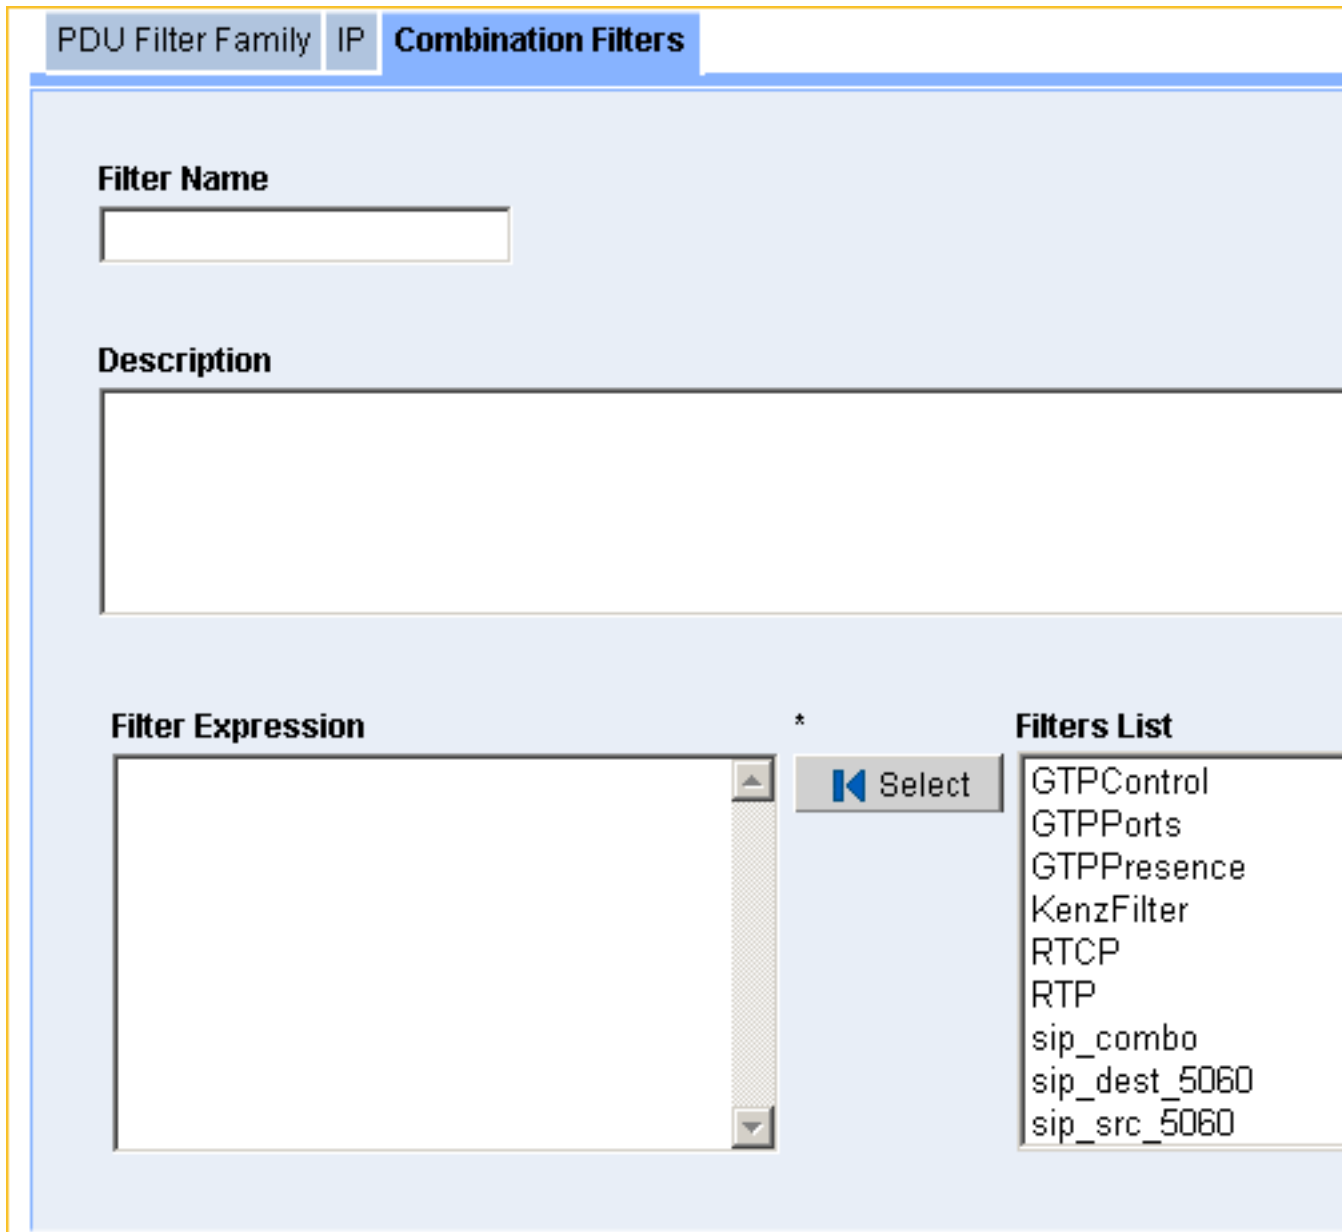 PDU Filter Family IP Combination Filters
Filter Name
Description
Filter Expression * Filters List
Select
GTPControl
GTPPorts
GTPPresence
KenzFilter
RTCP
RTP
sip_combo
sip_dest_5060
sip_src_5060